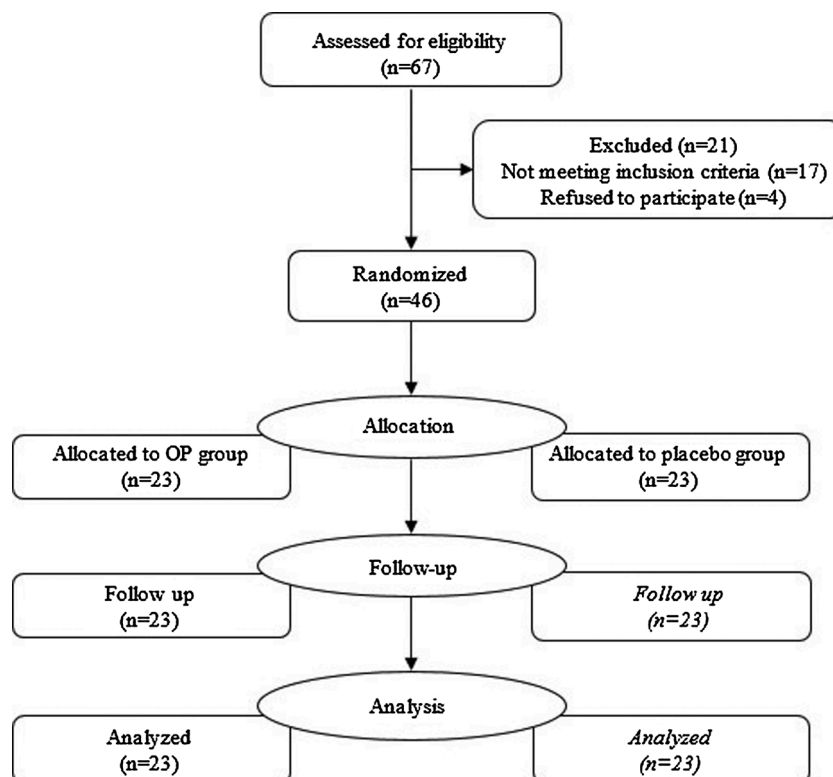 Assessed for eligibility
(n=67)
Excluded (n=21)
Not meeting inclusion criteria (n=17)
Refused to participate (n=4)
Randomized
(n=46)
Allocation
Allocated to OP group
(n=23)
Allocated to placebo group
(n=23)
Follow-up
Follow up
(n=23)
Follow up
(n=23)
Analysis
Analyzed
(n=23)
Analyzed
(n=23)